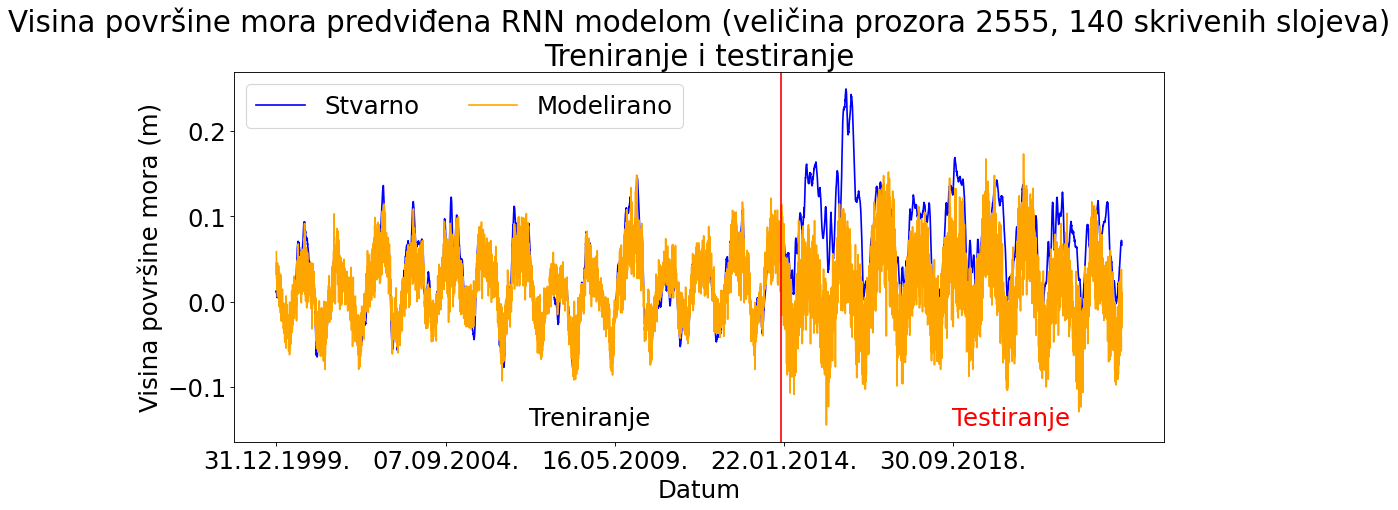 Visina površine mora predviđena RNN modelom (veličina prozora 2555, 140 skrivenih slojeva)
Treniranje i testiranje
Stvarno
Modelirano
Visina površine mora (m)
0.2
0.1
0.0
−0.1
Treniranje
Testiranje
31.12.1999.
07.09.2004.
16.05.2009.
22.01.2014.
30.09.2018.
Datum